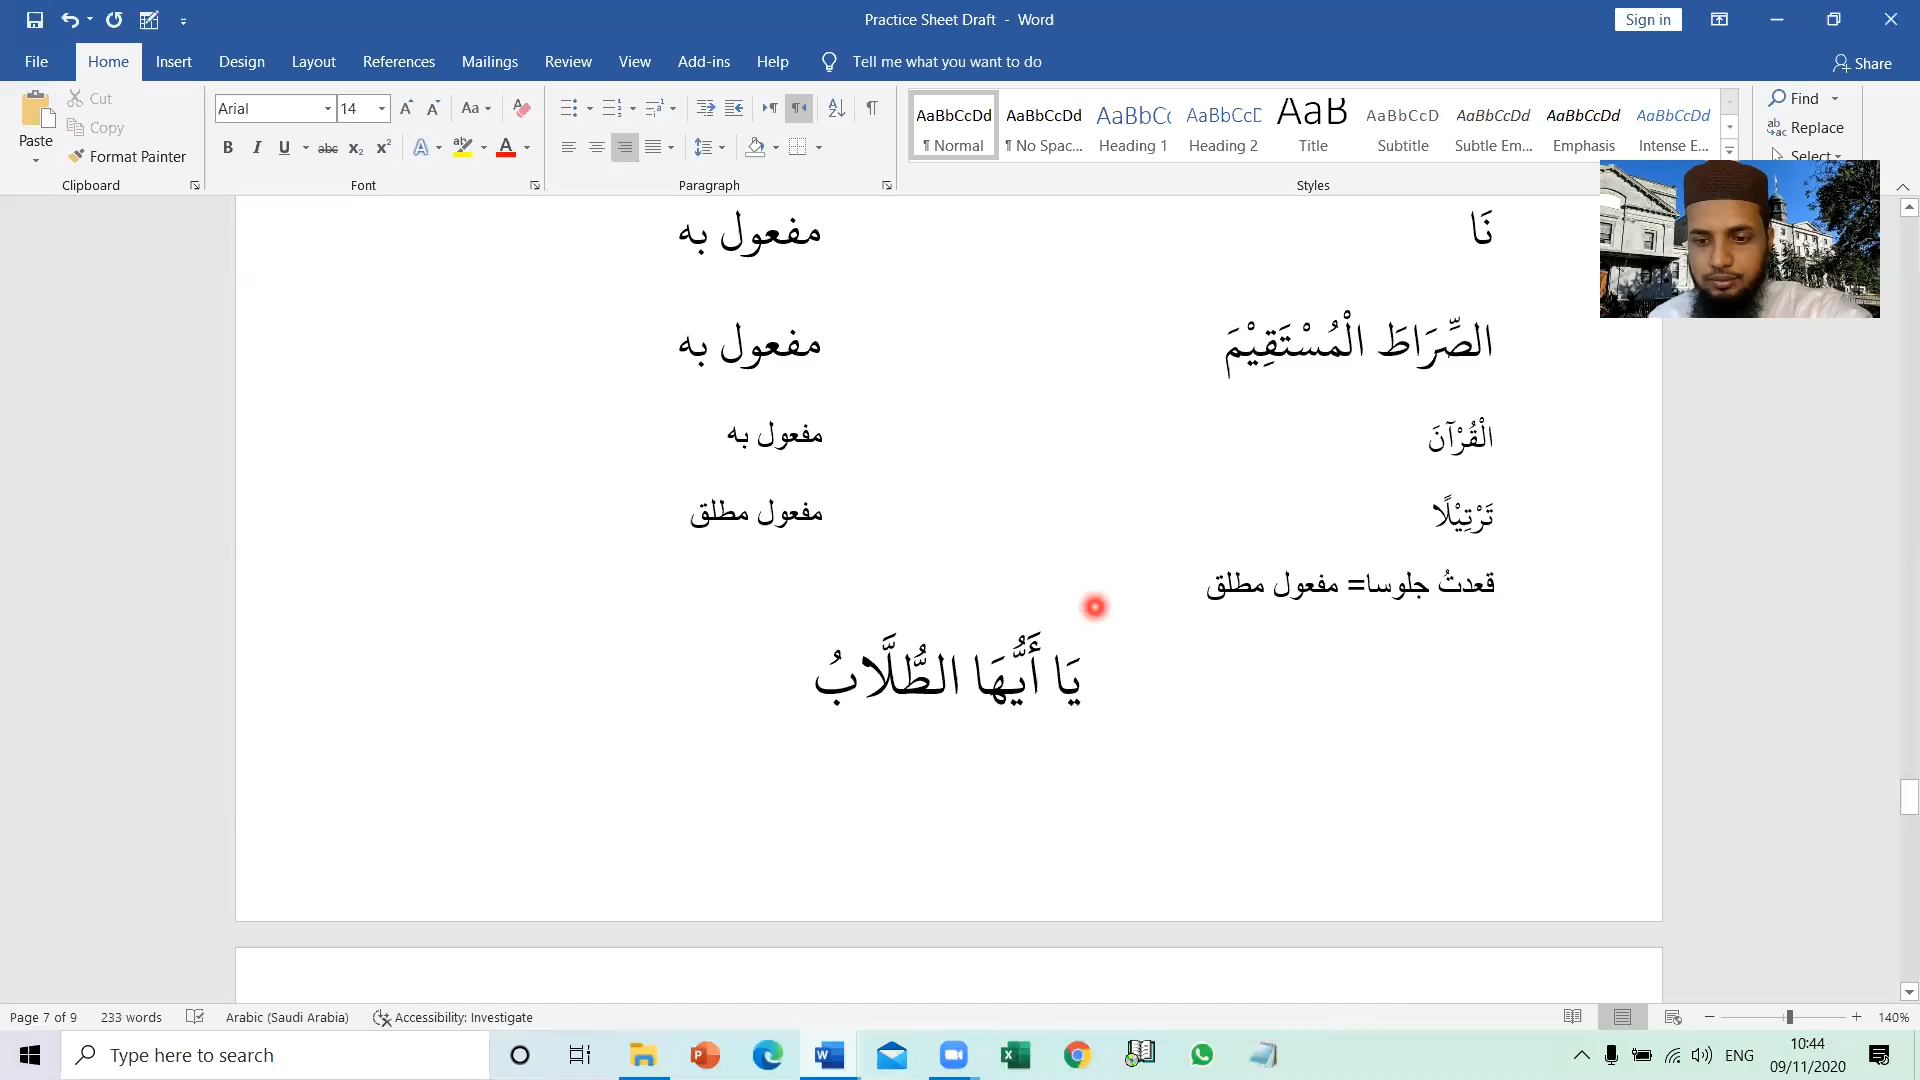 Practice Sheet Draft - Word
Sign in
File Home Insert Design Layout References Mailings Review View Add-ins Help Tell me what you want to do Share
Paste Cut Copy Format Painter Clipboard
Arial 14 Font
Paragraph
AaBbCcDd AaBbCcDd AaBbCc AaBbCcD AaB AaBbCcD AaBbCcDd AaBbCcDd AaBbCcDd
¶ Normal ¶ No Spac... Heading 1 Heading 2 Title Subtitle Subtle Em... Emphasis Intense E...
Styles
Find Replace Select
نَا مفعول به
الصِّرَاطَ الْمُسْتَقِيْمَ مفعول به
الْقُرْآنَ مفعول به
تَرْتِيْلًا مفعول مطلق
قعدتُ جلوسا= مفعول مطلق
يَا أَيُّهَا الطُّلَّابُ
Page 7 of 9 233 words Arabic (Saudi Arabia) Accessibility: Investigate 140%
Type here to search ENG 10:44
09/11/2020